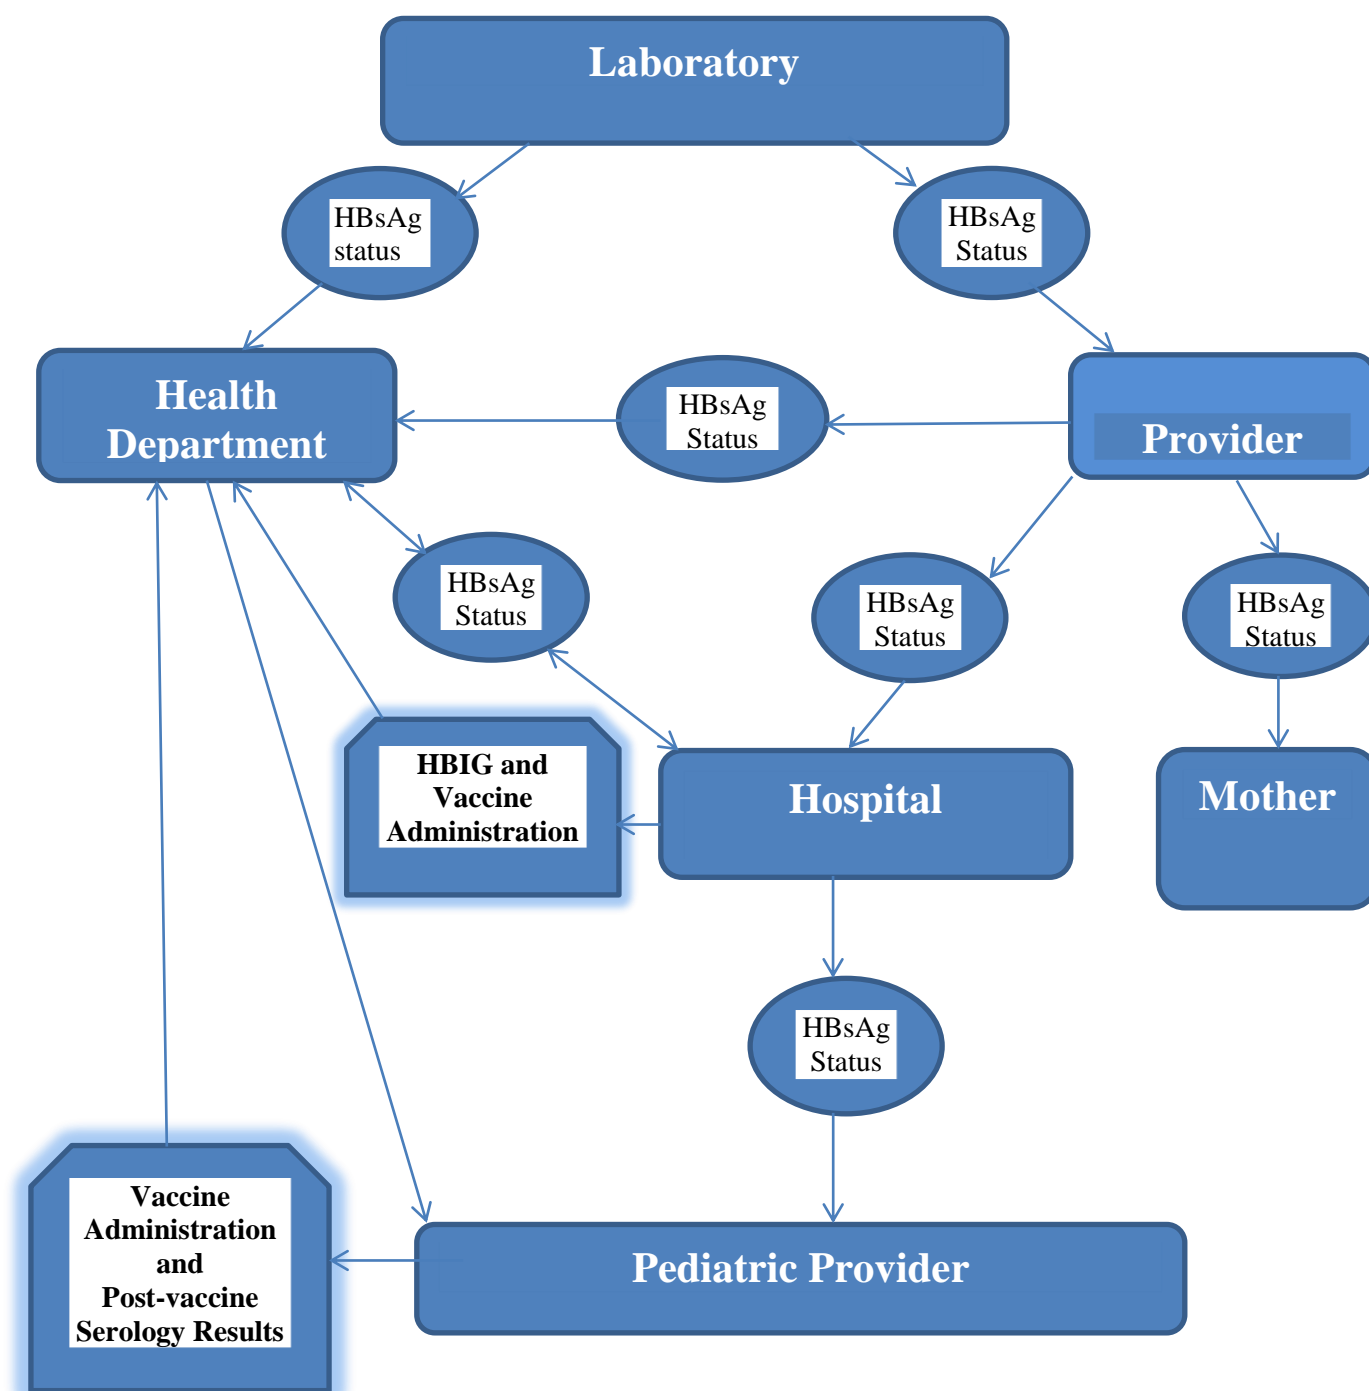 Laboratory
HBsAg
status
HBsAg
Status
Health
Department
HBsAg
Status
Provider
HBsAg
Status
HBsAg
Status
HBsAg
Status
HBIG and
Vaccine
Administration
Hospital
Mother
HBsAg
Status
Vaccine
Administration
and
Post-vaccine
Serology Results
Pediatric Provider